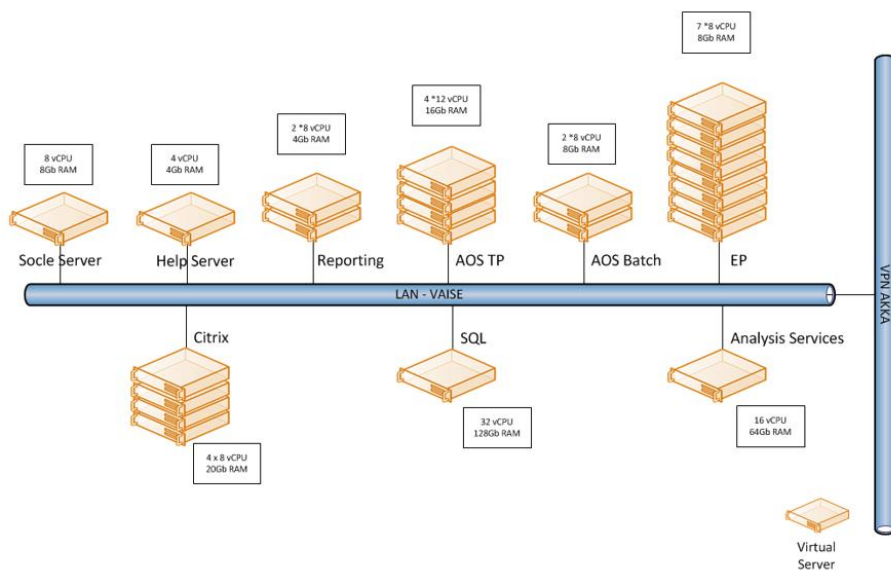 7 *8 vCPU
8Gb RAM
4 *12 vCPU
16Gb RAM
2 *8 vCPU
4Gb RAM
2 *8 vCPU
8Gb RAM
8 vCPU
8Gb RAM
4 vCPU
4Gb RAM
Socle Server
Help Server
Reporting
AOS TP
AOS Batch
EP
LAN - VAISE
VPN AKKA
Citrix
SQL
Analysis Services
32 vCPU
128Gb RAM
16 vCPU
64Gb RAM
4 x 8 vCPU
20Gb RAM
Virtual
Server